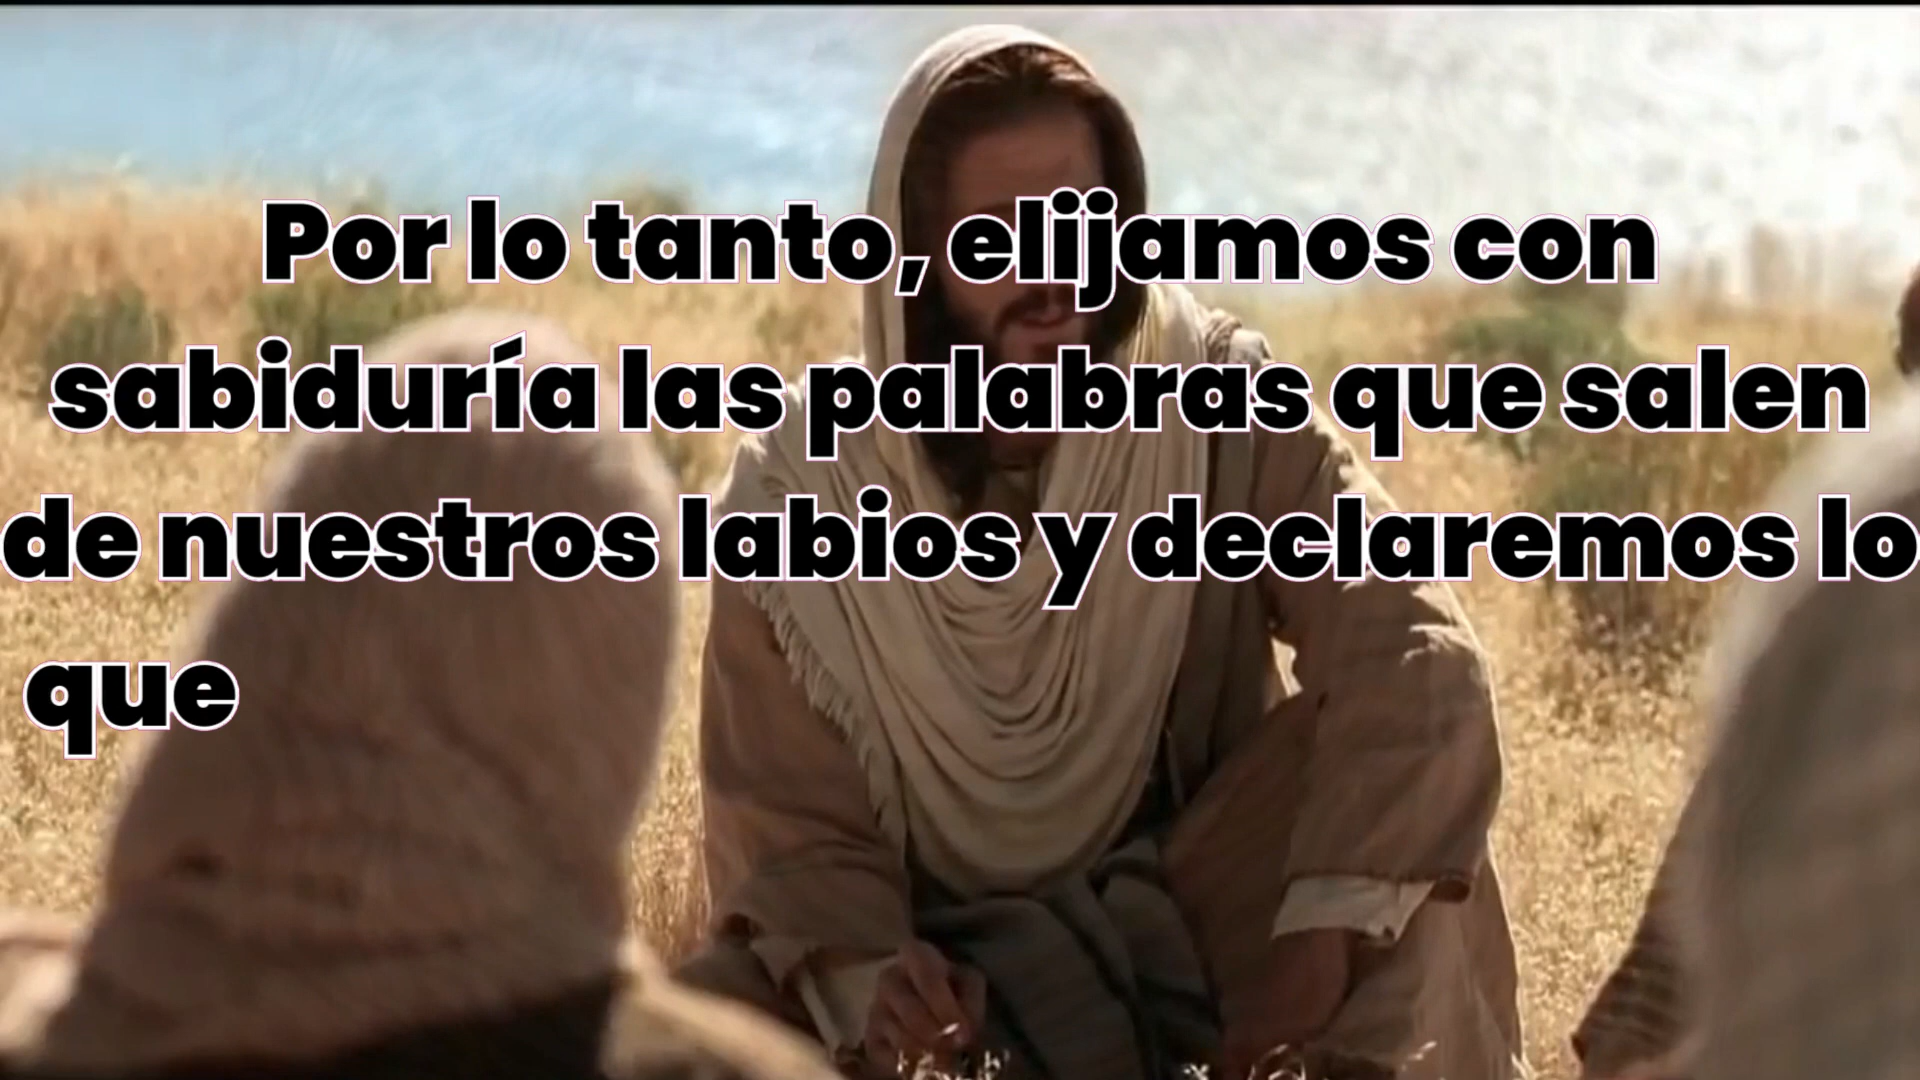 Por lo tanto, elijamos con
sabiduría las palabras que salen
de nuestros labios y declaremos lo
que